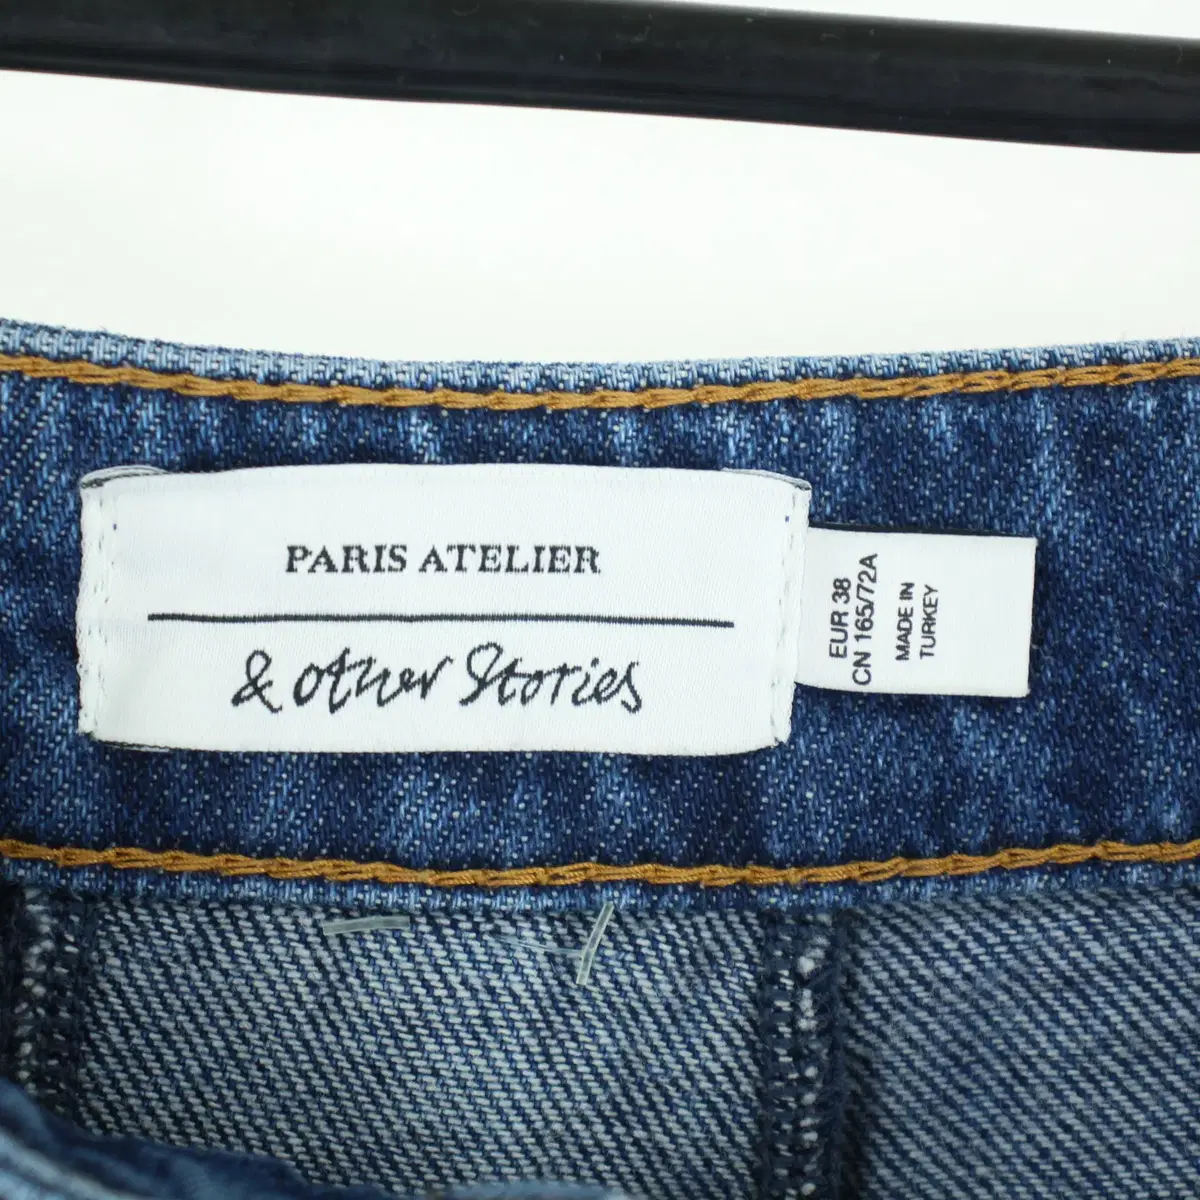 PARIS ATELIER
& other Stories
EUR 38
CN 165/72A
MADE IN
TURKEY